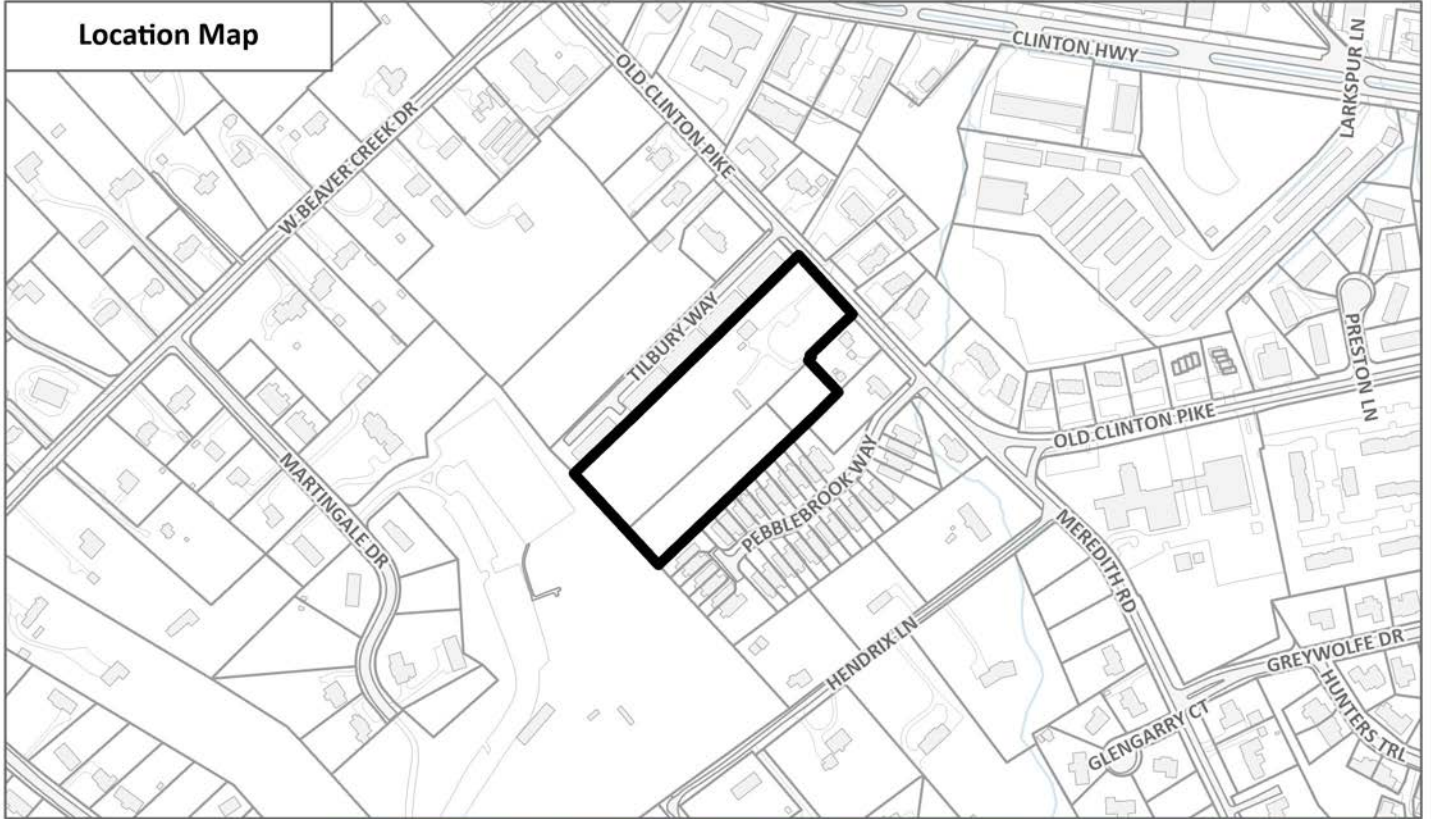 Location Map
CLINTON HWY
LARKSPUR LN
OLD CLINTON PIKE
W BEAVER CREEK DR
TILBURY WAY
PRESTON LN
OLD CLINTON PIKE
PEBBLEBROOK WAY
MARTINGALE DR
MEREDITH RD
HENDRIX LN
GREYWOLFE DR
HUNTERS TRL
GLENGARRY CT